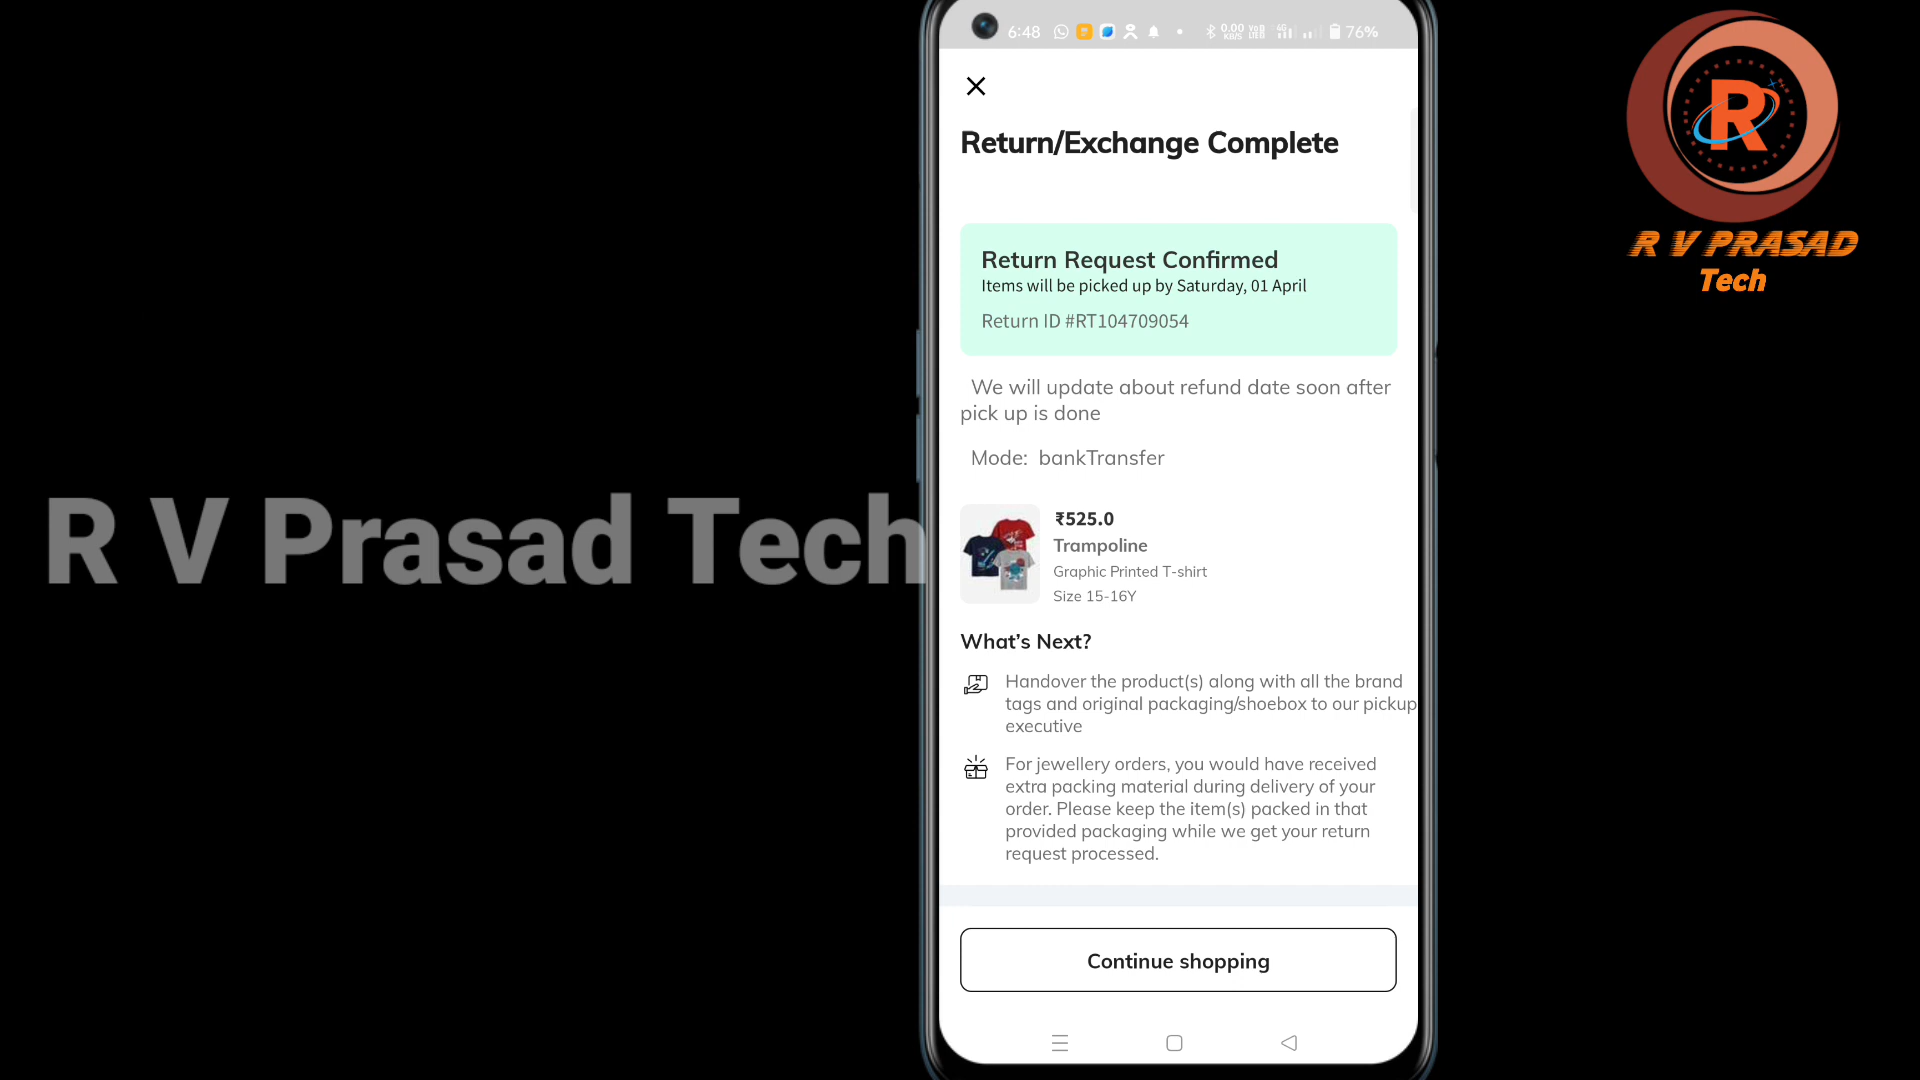 6:48
0.00
KB/S
4G
76%
Return/Exchange Complete
Return Request Confirmed
Items will be picked up by Saturday, 01 April
Return ID #RT104709054
We will update about refund date soon after
pick up is done
Mode: bankTransfer
₹525.0
Trampoline
Graphic Printed T-shirt
Size 15-16Y
What's Next?
Handover the product(s) along with all the brand
tags and original packaging/shoebox to our pickup
executive
For jewellery orders, you would have received
extra packing material during delivery of your
order. Please keep the item(s) packed in that
provided packaging while we get your return
request processed.
Continue shopping
R V Prasad Tech
R
R V PRASAD
Tech